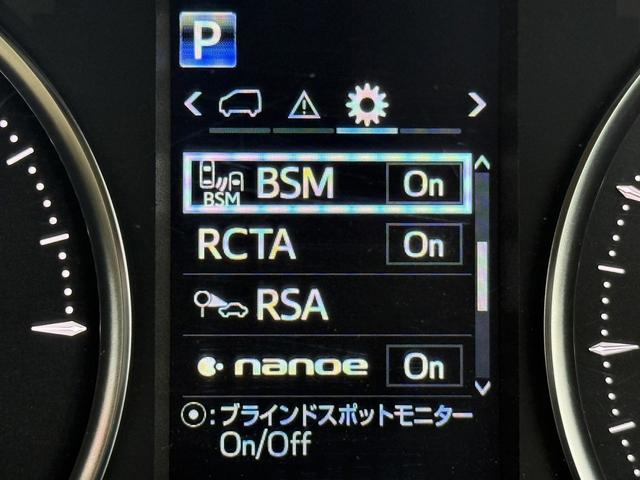 P
BSM BSM On
RCTA On
RSA
nanoe On
⦿:ブラインドスポットモニター
On/Off